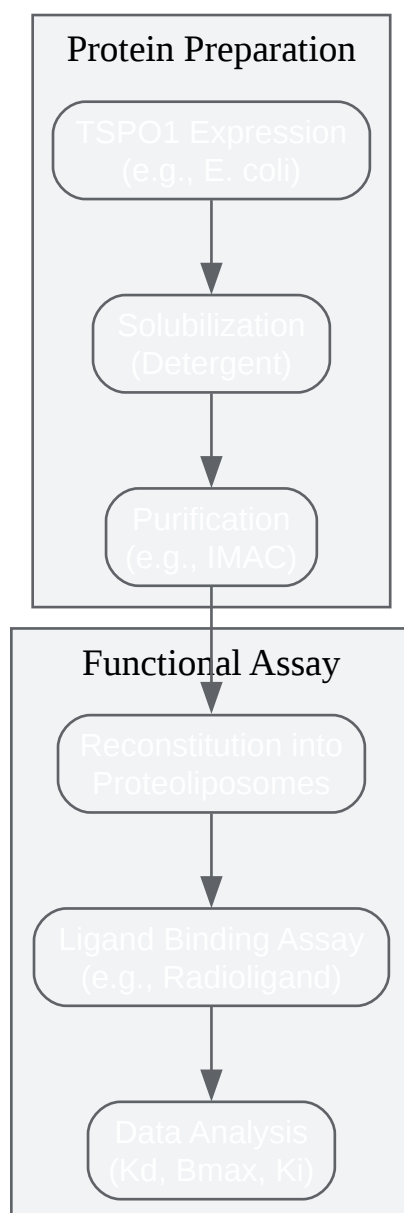 Protein Preparation
TSPO1 Expression
(e.g., E. coli)
Solubilization
(Detergent)
Purification
(e.g., IMAC)
Functional Assay
Reconstitution into
Proteoliposomes
Ligand Binding Assay
(e.g., Radioligand)
Data Analysis
(Kd, Bmax, Ki)